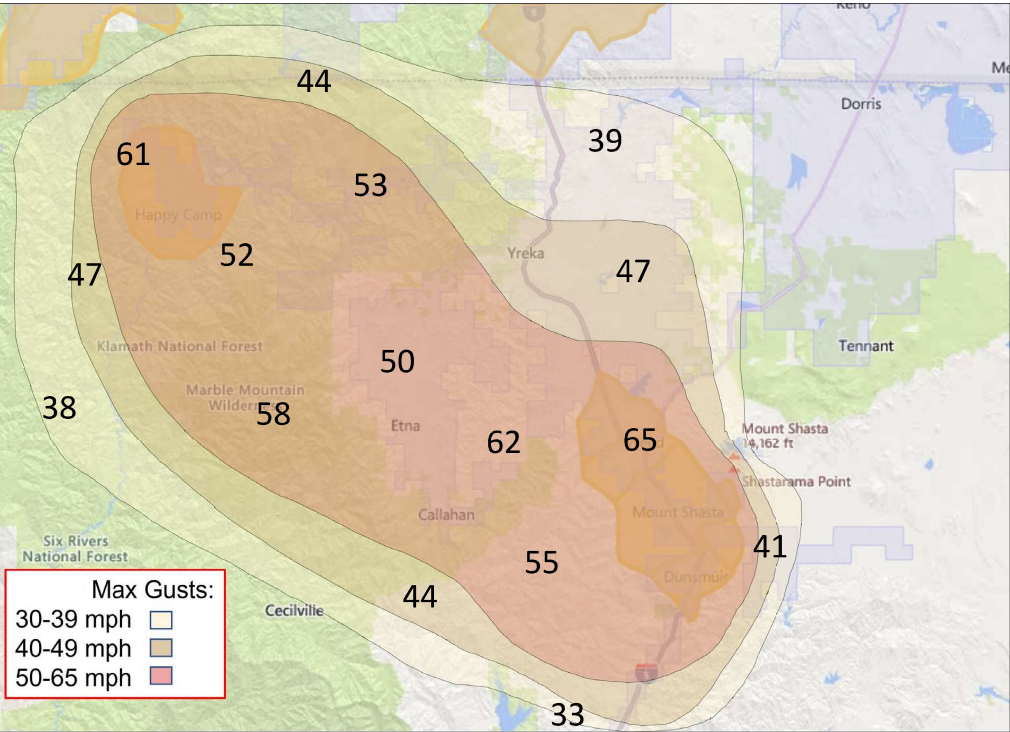 Keno
Me
44
Dorris
39
61
53
Happy Camp
52
Yreka
47
47
Klamath National Forest
Tennant
50
Marble Mountain
Wilderness
38
58
Etna
62
65
Mount Shasta
14,162 ft
Shastarama Point
Callahan
Mount Shasta
Six Rivers
National Forest
41
55
Dunsmuir
44
Cecilville
Max Gusts:
30-39 mph
40-49 mph
50-65 mph
33